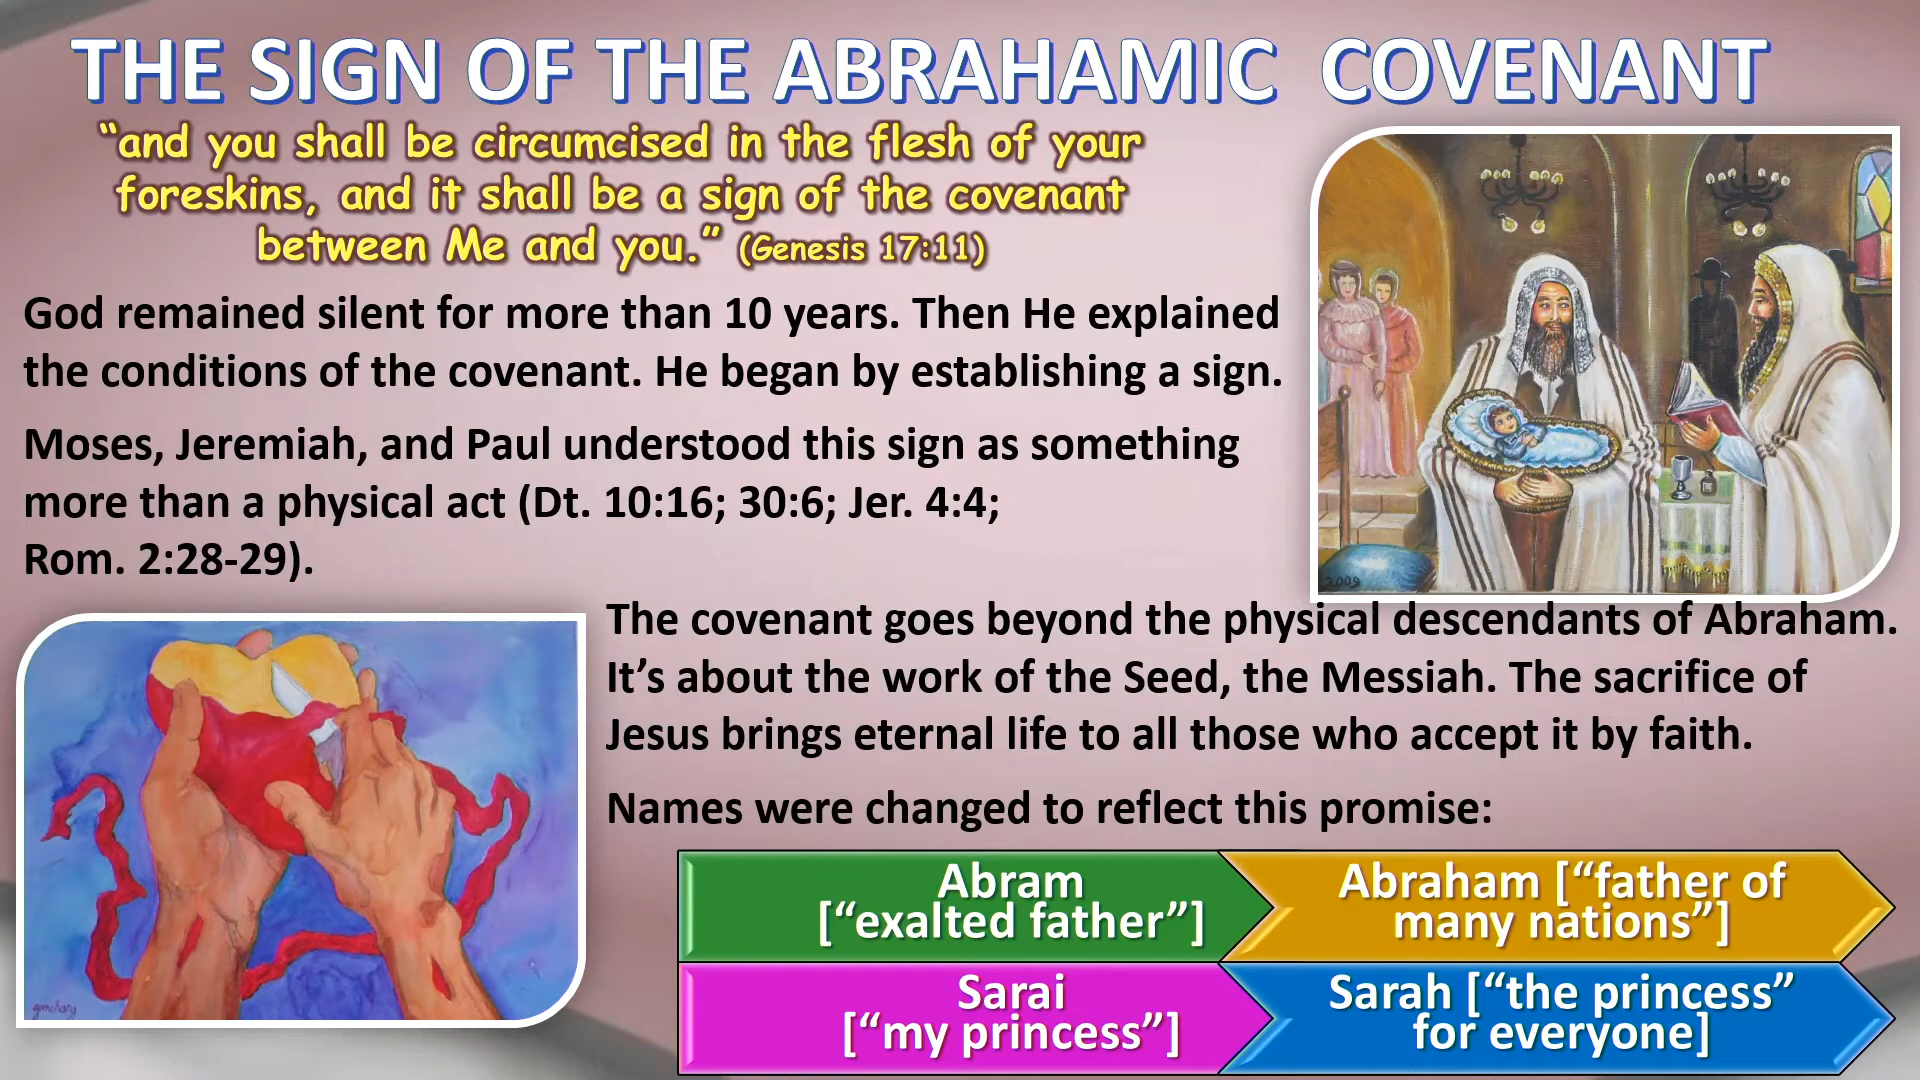 THE SIGN OF THE ABRAHAMIC COVENANT
“and you shall be circumcised in the flesh of your
foreskins, and it shall be a sign of the covenant
between Me and you.” (Genesis 17:11)
God remained silent for more than 10 years. Then He explained
the conditions of the covenant. He began by establishing a sign.
Moses, Jeremiah, and Paul understood this sign as something
more than a physical act (Dt. 10:16; 30:6; Jer. 4:4;
Rom. 2:28-29).
2009
The covenant goes beyond the physical descendants of Abraham.
It’s about the work of the Seed, the Messiah. The sacrifice of
Jesus brings eternal life to all those who accept it by faith.
Names were changed to reflect this promise:
Abram
[“exalted father”]
Abraham [“father of
many nations”]
Sarai
[“my princess”]
Sarah [“the princess”
for everyone]